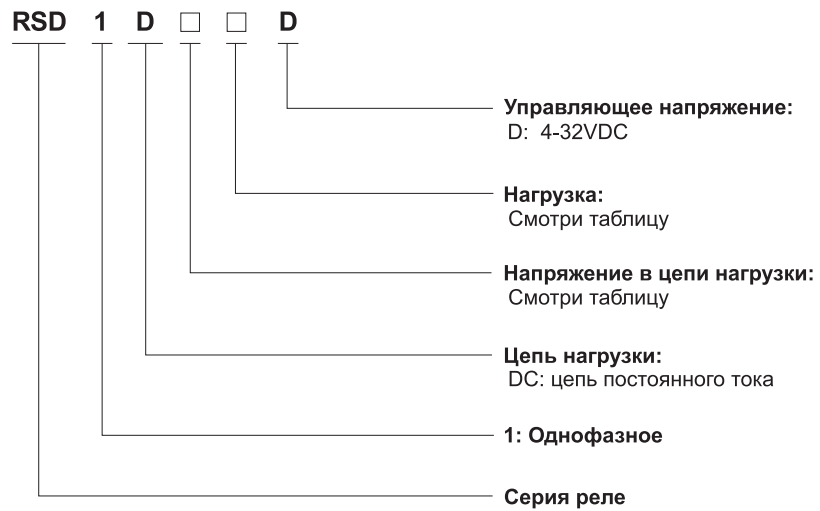 RSD 1 D □ □ D
Управляющее напряжение:
D: 4-32VDC
Нагрузка:
Смотри таблицу
Напряжение в цепи нагрузки:
Смотри таблицу
Цепь нагрузки:
DC: цепь постоянного тока
1: Однофазное
Серия реле